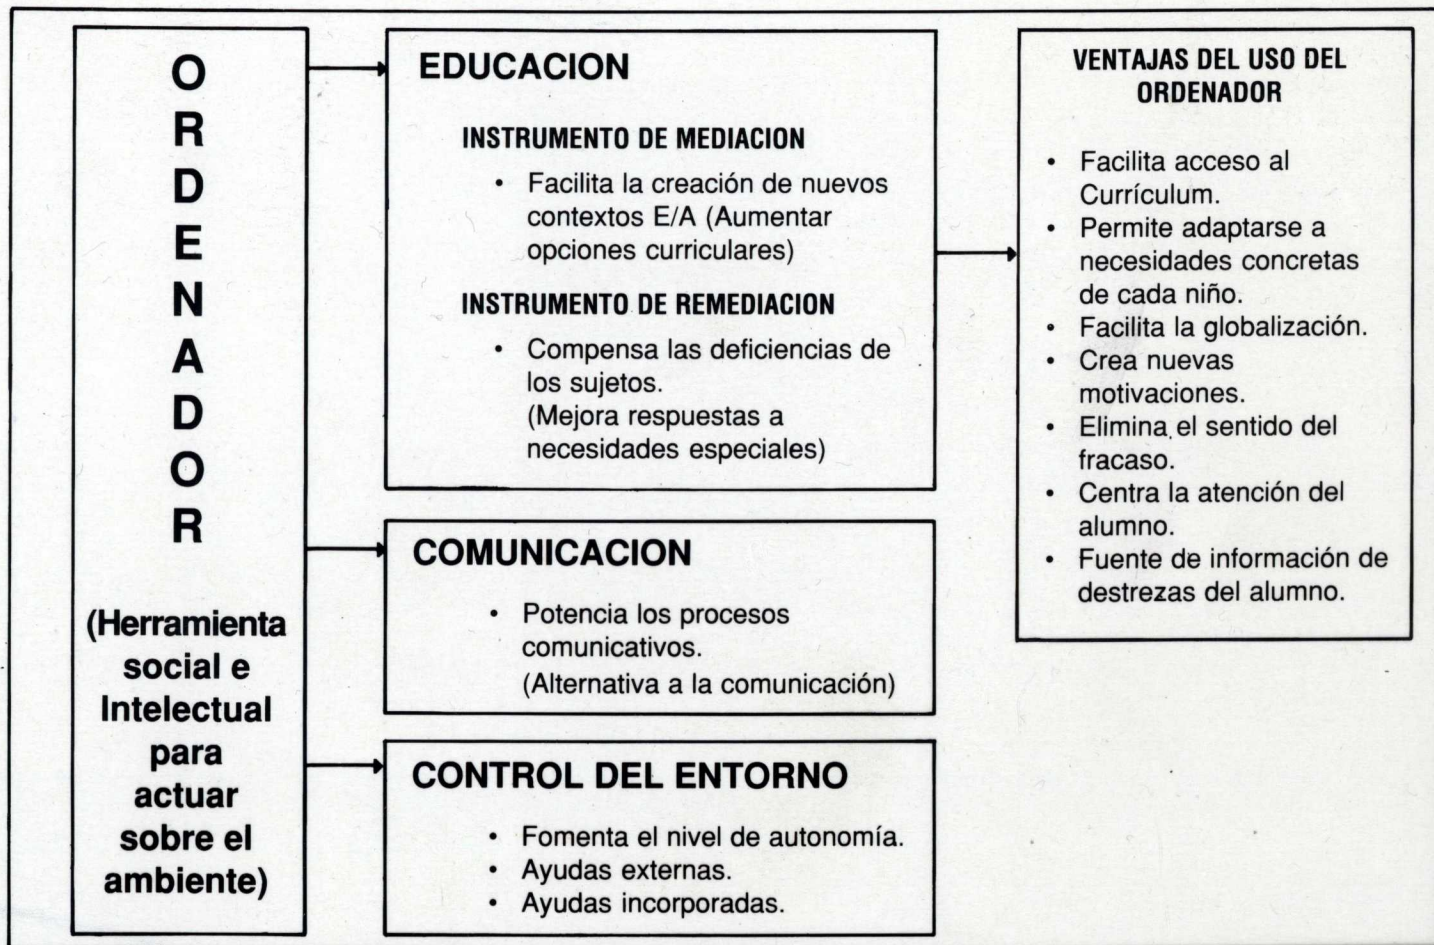 O
R
D
E
N
A
D
O
R
(Herramienta
social e
Intelectual
para
actuar
sobre el
ambiente)
EDUCACION
INSTRUMENTO DE MEDIACION
• Facilita la creación de nuevos
contextos E/A (Aumentar
opciones curriculares)
INSTRUMENTO DE REMEDIACION
• Compensa las deficiencias de
los sujetos.
(Mejora respuestas a
necesidades especiales)
COMUNICACION
• Potencia los procesos
comunicativos.
(Alternativa a la comunicación)
CONTROL DEL ENTORNO
• Fomenta el nivel de autonomía.
• Ayudas externas.
• Ayudas incorporadas.
VENTAJAS DEL USO DEL
ORDENADOR
• Facilita acceso al
Currículum.
• Permite adaptarse a
necesidades concretas
de cada niño.
• Facilita la globalización.
• Crea nuevas
motivaciones.
• Elimina el sentido del
fracaso.
• Centra la atención del
alumno.
• Fuente de información de
destrezas del alumno.